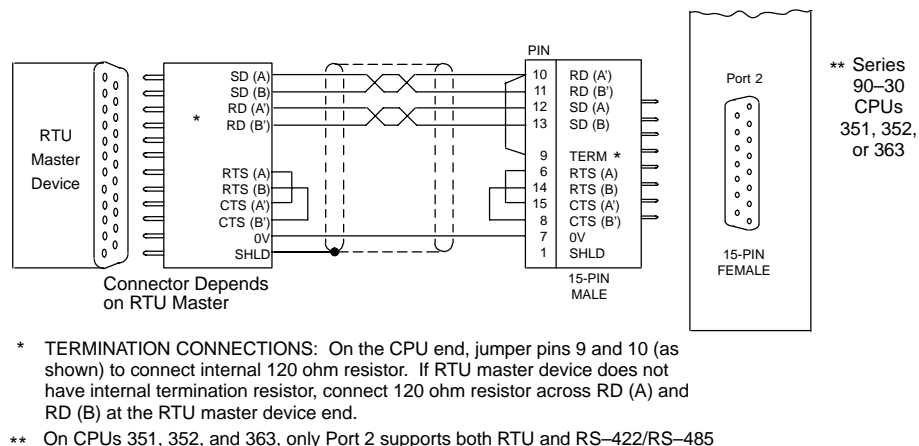 RTU
Master
Device
*
SD (A)
SD (B)
RD (A')
RD (B')
RTS (A)
RTS (B)
CTS (A')
CTS (B')
0V
SHLD
Connector Depends
on RTU Master
PIN
10 RD (A')
11 RD (B')
12 SD (A)
13 SD (B)
9 TERM *
6 RTS (A)
14 RTS (B)
15 CTS (A')
8 CTS (B')
7 0V
1 SHLD
15-PIN
MALE
Port 2
15-PIN
FEMALE
** Series
90–30
CPUs
351, 352,
or 363
* TERMINATION CONNECTIONS: On the CPU end, jumper pins 9 and 10 (as
shown) to connect internal 120 ohm resistor. If RTU master device does not
have internal termination resistor, connect 120 ohm resistor across RD (A) and
RD (B) at the RTU master device end.
** On CPUs 351, 352, and 363, only Port 2 supports both RTU and RS–422/RS–485